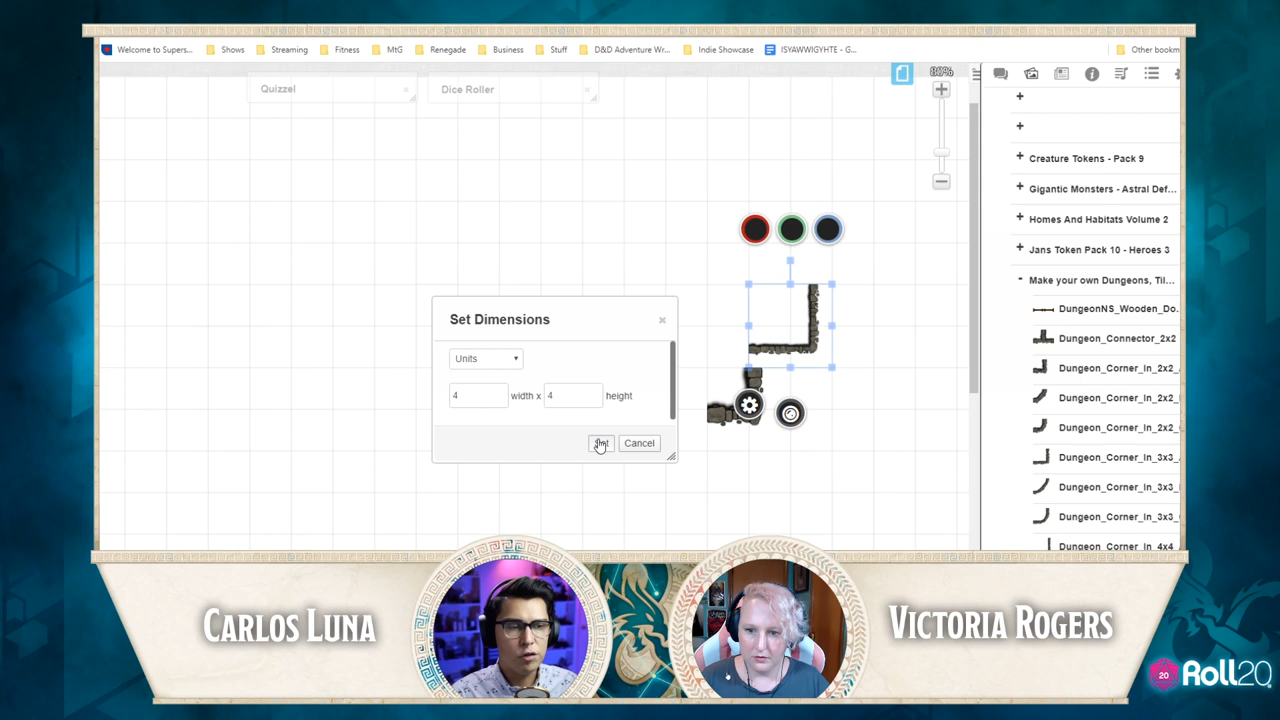 Welcome to Supers...
Shows
Streaming
Fitness
MtG
Renegade
Business
Stuff
D&D Adventure Wr...
Indie Showcase
ISYAWWIGYHTE - G...
Other bookm
Quizzel
Dice Roller
80%
Creature Tokens - Pack 9
Gigantic Monsters - Astral Def...
Homes And Habitats Volume 2
Jans Token Pack 10 - Heroes 3
Make your own Dungeons, Til...
DungeonNS_Wooden_Do.
Dungeon_Connector_2x2
Dungeon_Corner_In_2x2_
Dungeon_Corner_In_2x2_
Dungeon_Corner_In_2x2_
Dungeon_Corner_In_3x3_
Dungeon_Corner_In_3x3_
Dungeon_Corner_In_3x3_
Dungeon_Corner_In_4x4
Set Dimensions
Units
4 width x 4 height
Cancel
CARLOS LUNA
VICTORIA ROGERS
20 Roll20